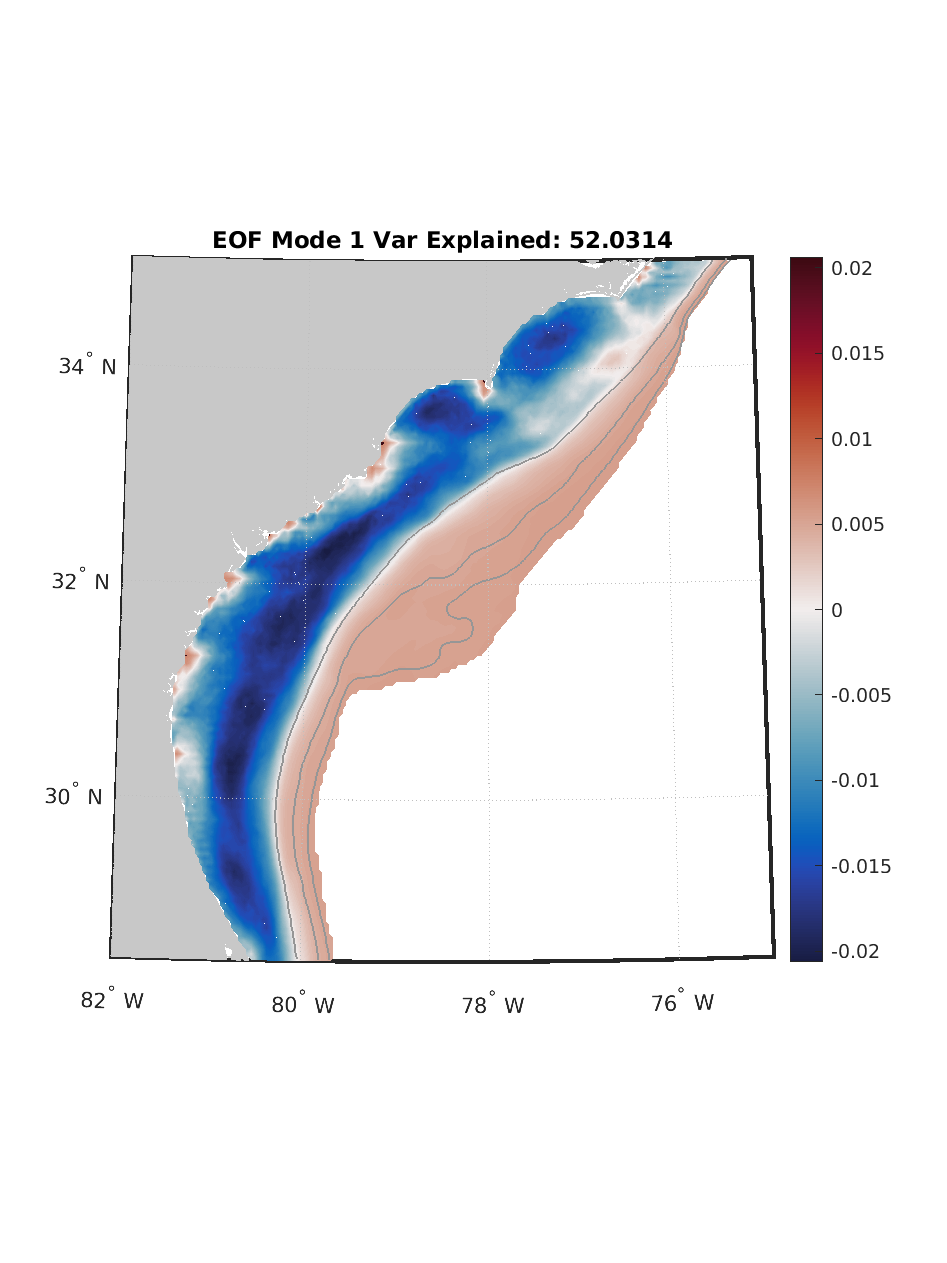 EOF Mode 1 Var Explained: 52.0314
34° N
32° N
30° N
82° W
80° W
78° W
76° W
0.02
0.015
0.01
0.005
0
-0.005
-0.01
-0.015
-0.02